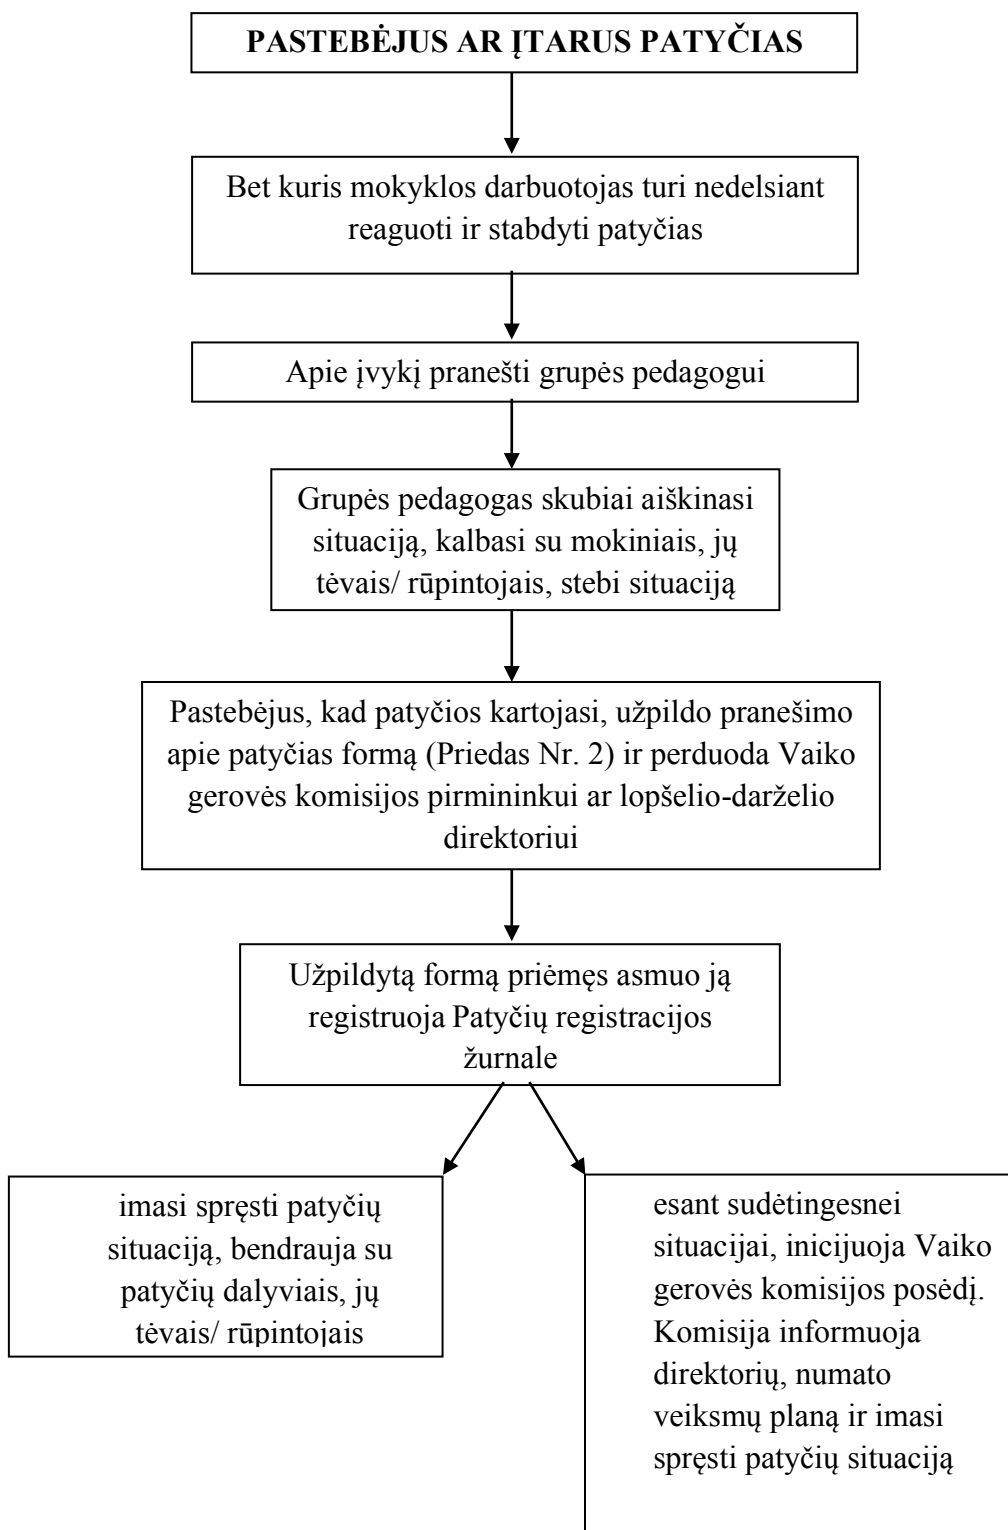 PASTEBĖJUS AR ĮTARUS PATYČIAS
Bet kuris mokyklos darbuotojas turi nedelsiant
reaguoti ir stabdyti patyčias
Apie įvykį pranešti grupės pedagogui
Grupės pedagogas skubiai aiškinasi
situaciją, kalbasi su mokiniais, jų
tėvais/ rūpintojais, stebi situaciją
Pastebėjus, kad patyčios kartojasi, užpildo pranešimo
apie patyčias formą (Priedas Nr. 2) ir perduoda Vaiko
gerovės komisijos pirmininkui ar lopšelio-darželio
direktoriui
Užpildytą formą priėmęs asmuo ją
registruoja Patyčių registracijos
žurnale
imasi spręsti patyčių
situaciją, bendrauja su
patyčių dalyviais, jų
tėvais/ rūpintojais
esant sudėtingesnei
situacijai, inicijuoja Vaiko
gerovės komisijos posėdį.
Komisija informuoja
direktorių, numato
veiksmų planą ir imasi
spręsti patyčių situaciją